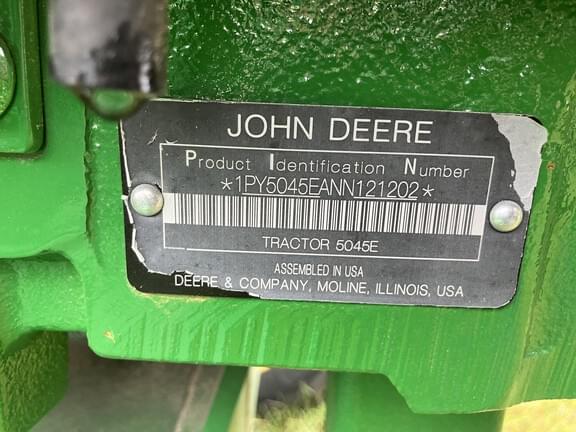 JOHN DEERE
Product Identification Number
*1PY5045EANN121202*
TRACTOR 5045E
ASSEMBLED IN USA
DEERE & COMPANY, MOLINE, ILLINOIS, USA